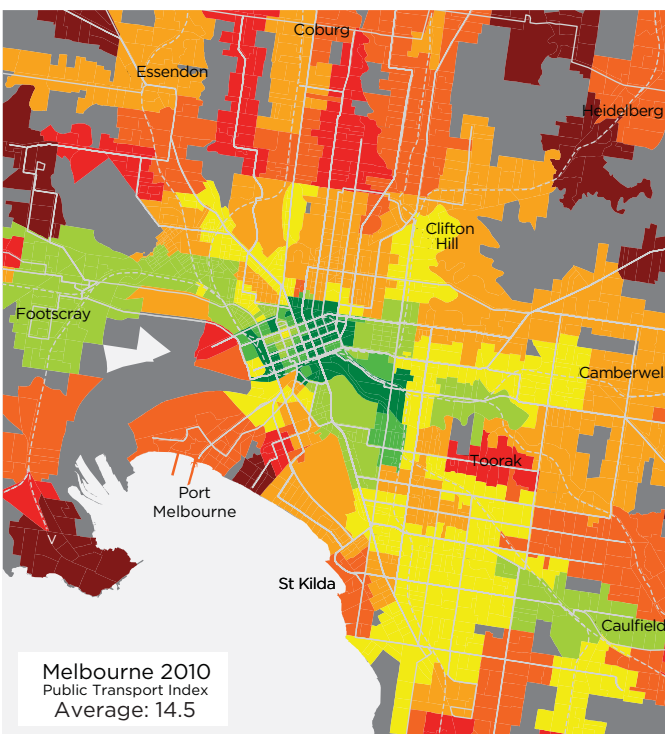 Coburg
Essendon
Heidelberg
Clifton
Hill
Footscray
Camberwel
Toorak
Port
Melbourne
St Kilda
Caulfield
Melbourne 2010
Public Transport Index
Average: 14.5